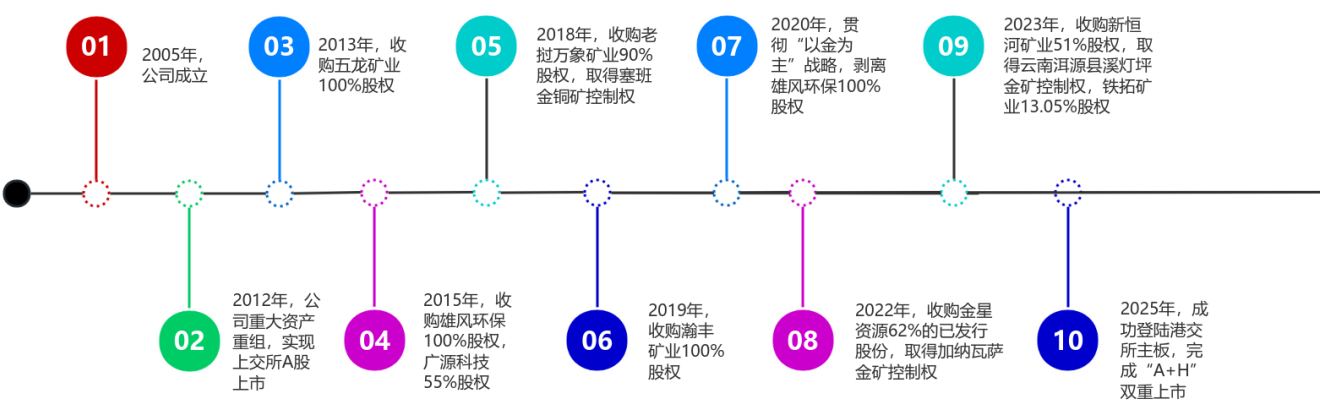 01
2005年，
公司成立
02
2012年，公
司重大资产
重组，实现
上交所A股
上市
03
2013年，收
购五龙矿业
100%股权
04
2015年，收
购雄风环保
100%股权，
广源科技
55%股权
05
2018年，收购老
挝万象矿业90%
股权，取得塞班
金铜矿控制权
06
2019年，
收购瀚丰
矿业100%
股权
07
2020年，贯
彻“以金为
主”战略，剥离
雄风环保100%
股权
08
2022年，收购金星
资源62%的已发行
股份，取得加纳瓦萨
金矿控制权
09
2023年，收购新恒
河矿业51%股权，取
得云南洱源县溪灯坪
金矿控制权，铁拓矿
业13.05%股权
10
2025年，成
功登陆港交
所主板，完
成“A+H”
双重上市